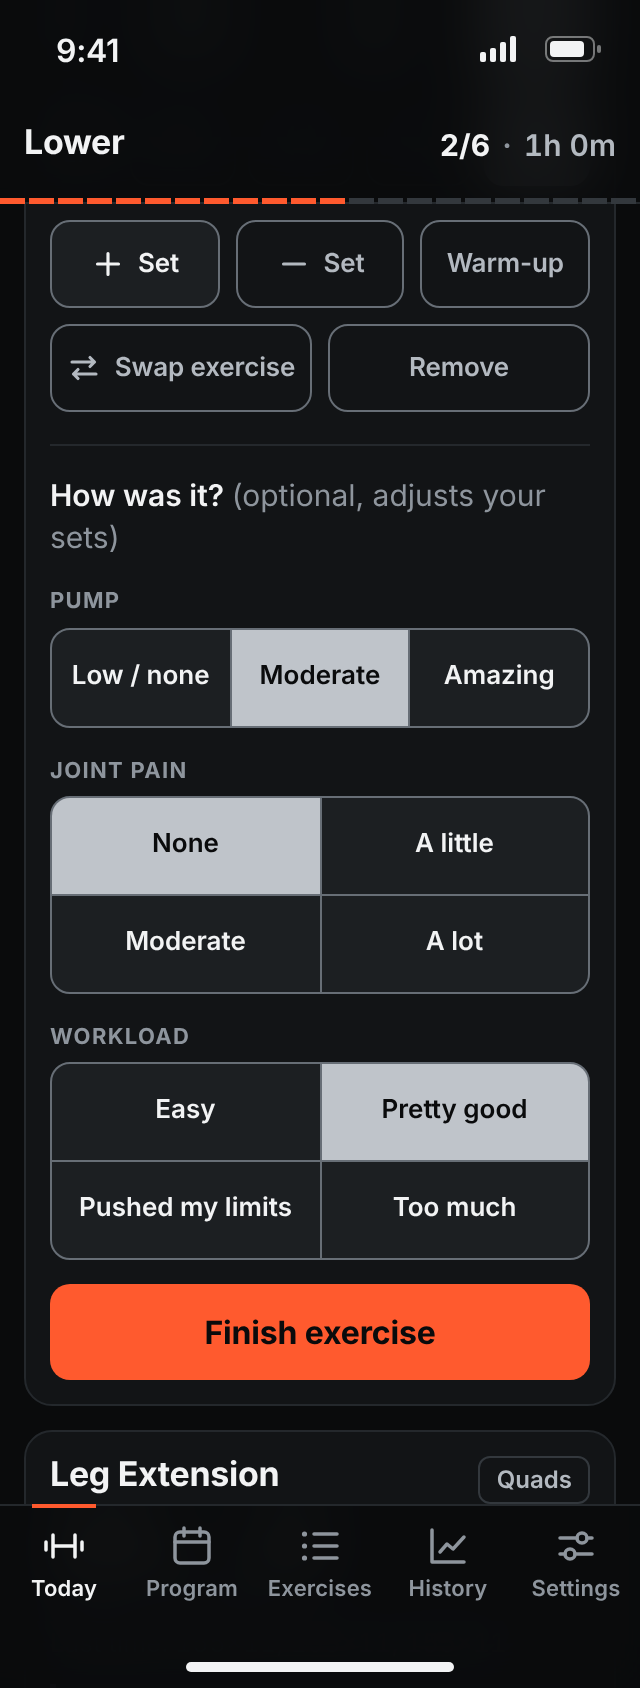 9:41
Lower
2/6 · 1h 0m
+ Set
− Set
Warm-up
Swap exercise
Remove
How was it? (optional, adjusts your
sets)
PUMP
Low / none
Moderate
Amazing
JOINT PAIN
None
A little
Moderate
A lot
WORKLOAD
Easy
Pretty good
Pushed my limits
Too much
Finish exercise
Leg Extension
Quads
Today
Program
Exercises
History
Settings